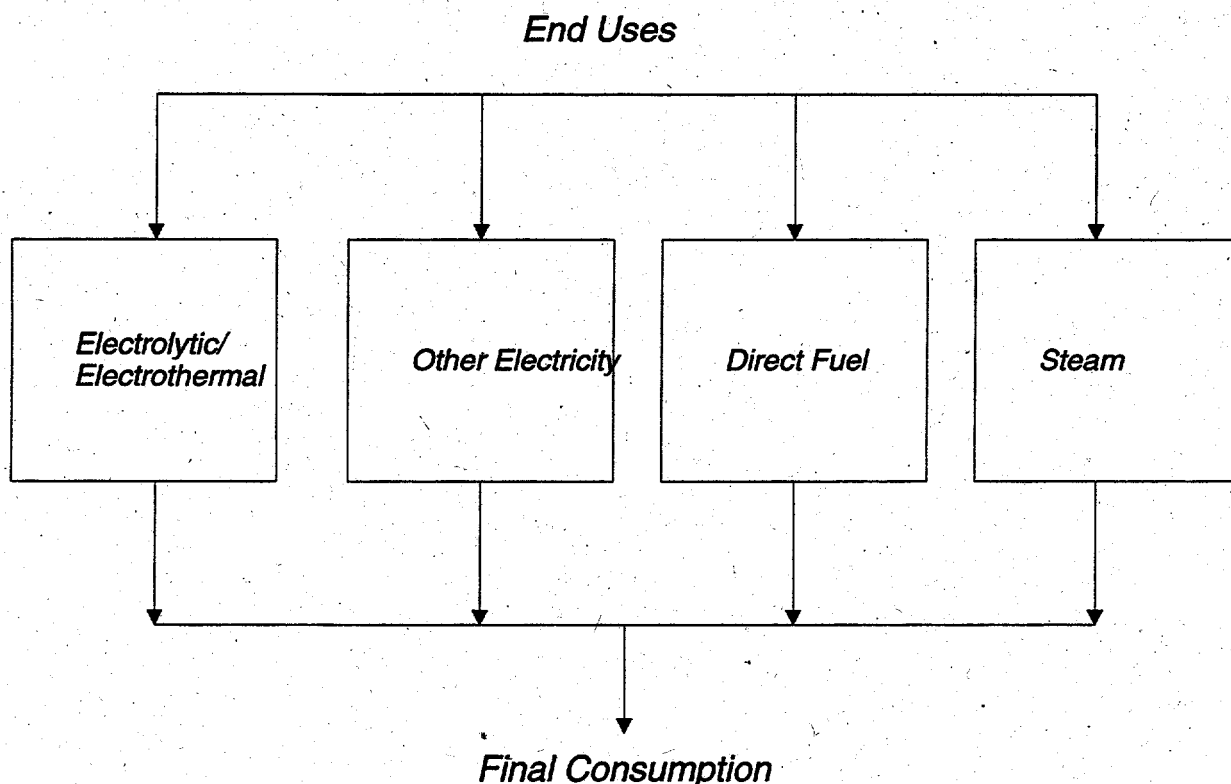 End Uses
Electrolytic/
Electrothermal
Other Electricity
Direct Fuel
Steam
Final Consumption